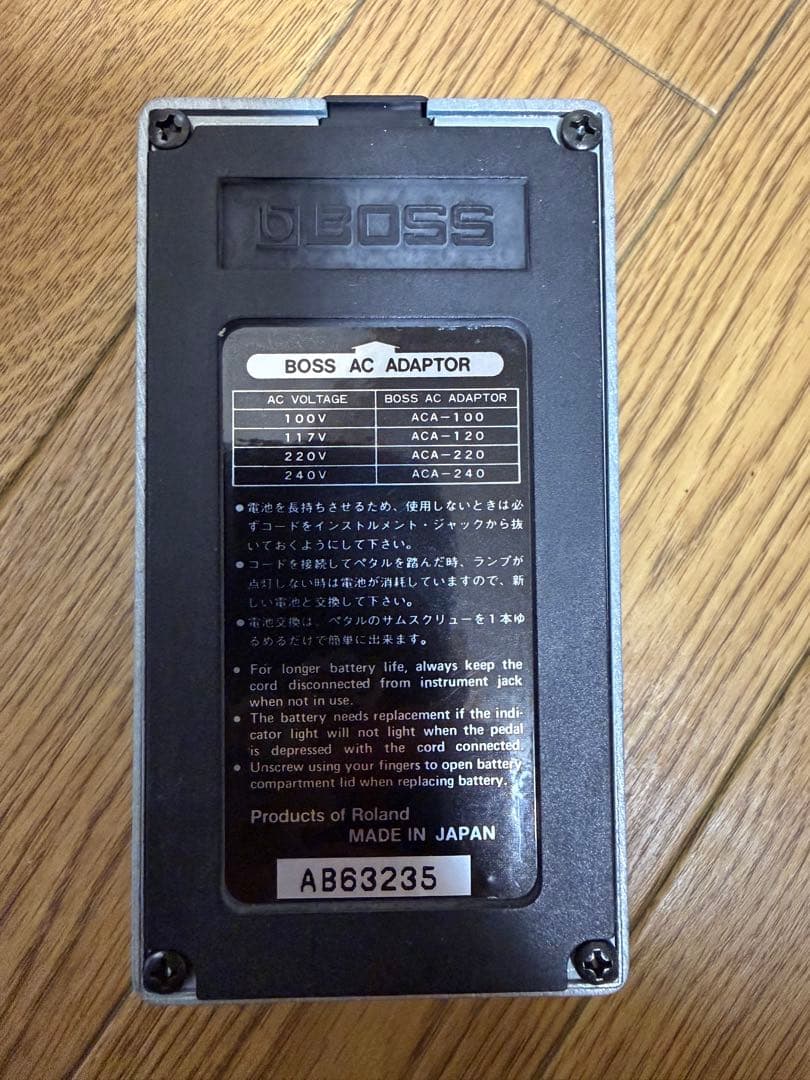 BOSS
BOSS AC ADAPTOR
AC VOLTAGE BOSS AC ADAPTOR
100V ACA-100
117V ACA-120
220V ACA-220
240V ACA-240
●電池を長持ちさせるため、使用しないときは必
ずコードをインストルメント・ジャックから抜
いておくようにして下さい。
●コードを接続してペタルを踏んだ時、ランプが
点灯しない時は電池が消耗していますので、新
しい電池と交換して下さい。
●電池交換は、ペタルのサムスクリューを1本ゆ
るめるだけで簡単に出来ます。
● For longer battery life, always keep the
cord disconnected from instrument jack
when not in use.
● The battery needs replacement if the indi-
cator light will not light when the pedal
is depressed with the cord connected.
● Unscrew using your fingers to open battery
compartment lid when replacing battery.
Products of Roland
MADE IN JAPAN
AB63235